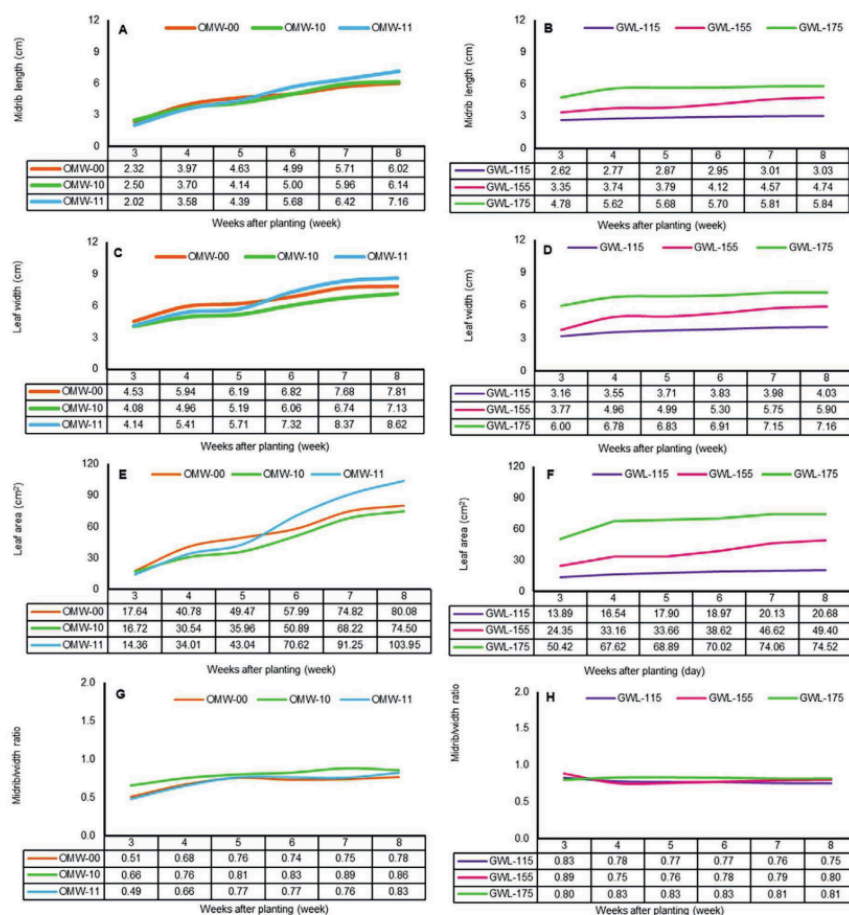 A OMW-00 OMW-10 OMW-11
Midrib length (cm)
12
9
6
3
0
3 4 5 6 7 8
OMW-00 2.32 3.97 4.63 4.99 5.71 6.02
OMW-10 2.50 3.70 4.14 5.00 5.96 6.14
OMW-11 2.02 3.58 4.39 5.68 6.42 7.16
Weeks after planting (week)
B GWL-115 GWL-155 GWL-175
Midrib length (cm)
12
9
6
3
0
3 4 5 6 7 8
GWL-115 2.62 2.77 2.87 2.95 3.01 3.03
GWL-155 3.35 3.74 3.79 4.12 4.57 4.74
GWL-175 4.78 5.62 5.68 5.70 5.81 5.84
Weeks after planting (week)
C OMW-00 OMW-10 OMW-11
Leaf width (cm)
12
9
6
3
0
3 4 5 6 7 8
OMW-00 4.53 5.94 6.19 6.82 7.68 7.81
OMW-10 4.08 4.96 5.19 6.06 6.74 7.13
OMW-11 4.14 5.41 5.71 7.32 8.37 8.62
Weeks after planting (week)
D GWL-115 GWL-155 GWL-175
Leaf width (cm)
12
9
6
3
0
3 4 5 6 7 8
GWL-115 3.16 3.55 3.71 3.83 3.98 4.03
GWL-155 3.77 4.96 4.99 5.30 5.75 5.90
GWL-175 6.00 6.78 6.83 6.91 7.15 7.16
Weeks after planting (week)
E OMW-00 OMW-10 OMW-11
Leaf area (cm²)
120
90
60
30
0
3 4 5 6 7 8
OMW-00 17.64 40.78 49.47 57.99 74.82 80.08
OMW-10 16.72 30.54 35.96 50.89 68.22 74.50
OMW-11 14.36 34.01 43.04 70.62 91.25 103.95
Weeks after planting (week)
F GWL-115 GWL-155 GWL-175
Leaf area (cm²)
120
90
60
30
0
3 4 5 6 7 8
GWL-115 13.89 16.54 17.90 18.97 20.13 20.68
GWL-155 24.35 33.16 33.66 38.62 46.62 49.40
GWL-175 50.42 67.62 68.89 70.02 74.06 74.52
Weeks after planting (day)
G OMW-00 OMW-10 OMW-11
Midrib/width ratio
2.0
1.5
1.0
0.5
0.0
3 4 5 6 7 8
OMW-00 0.51 0.68 0.76 0.74 0.75 0.78
OMW-10 0.66 0.76 0.81 0.83 0.89 0.86
OMW-11 0.49 0.66 0.77 0.77 0.76 0.83
Weeks after planting (week)
H GWL-115 GWL-155 GWL-175
Midrib/width ratio
2.0
1.5
1.0
0.5
0.0
3 4 5 6 7 8
GWL-115 0.83 0.78 0.77 0.77 0.76 0.75
GWL-155 0.89 0.75 0.76 0.78 0.79 0.80
GWL-175 0.80 0.83 0.83 0.83 0.81 0.81
Weeks after planting (week)